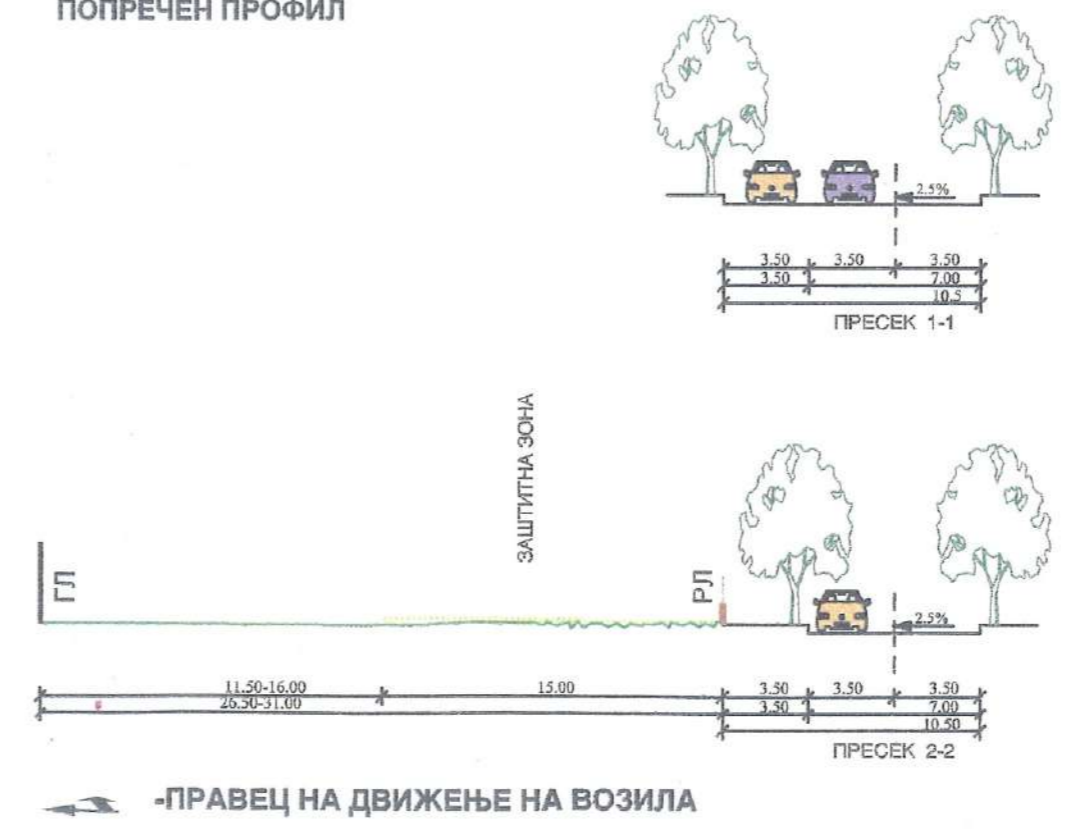 ПОПРЕЧЕН ПРОФИЛ
2.5%
3.50 3.50 3.50
3.50 7.00
10.5
ПРЕСЕК 1-1
ЗАШТИТНА ЗОНА
ГЛ
РЛ
2.5%
11.50-16.00 15.00 3.50 3.50 3.50
26.50-31.00 3.50 7.00
10.50
ПРЕСЕК 2-2
-ПРАВЕЦ НА ДВИЖЕЊЕ НА ВОЗИЛА